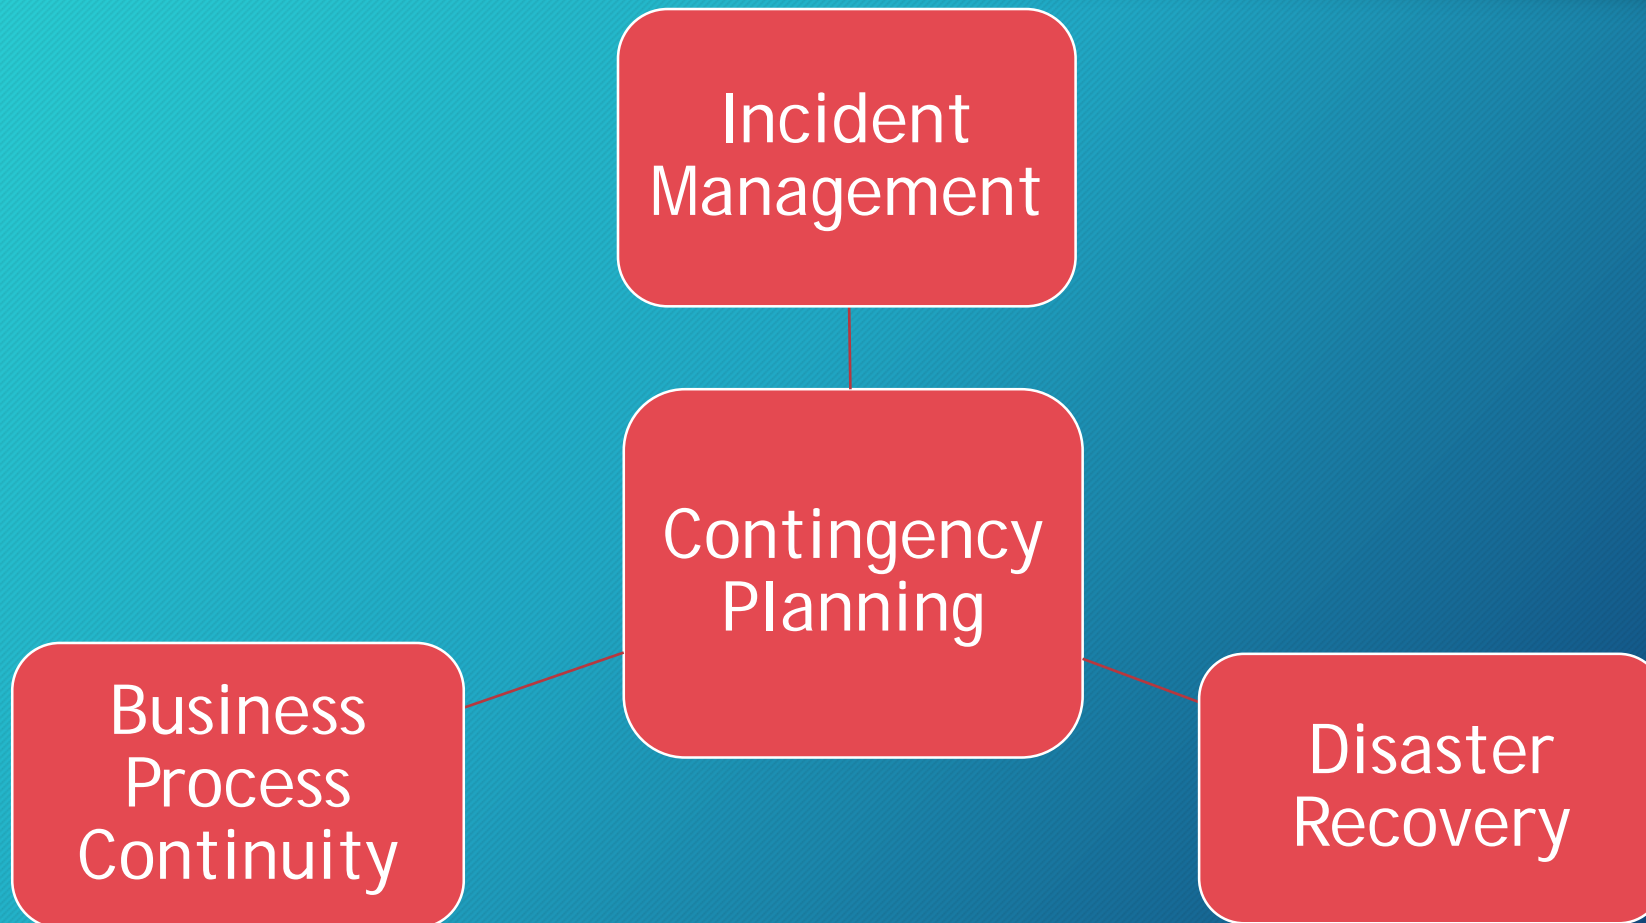 Incident
Management
Contingency
Planning
Business
Process
Continuity
Disaster
Recovery